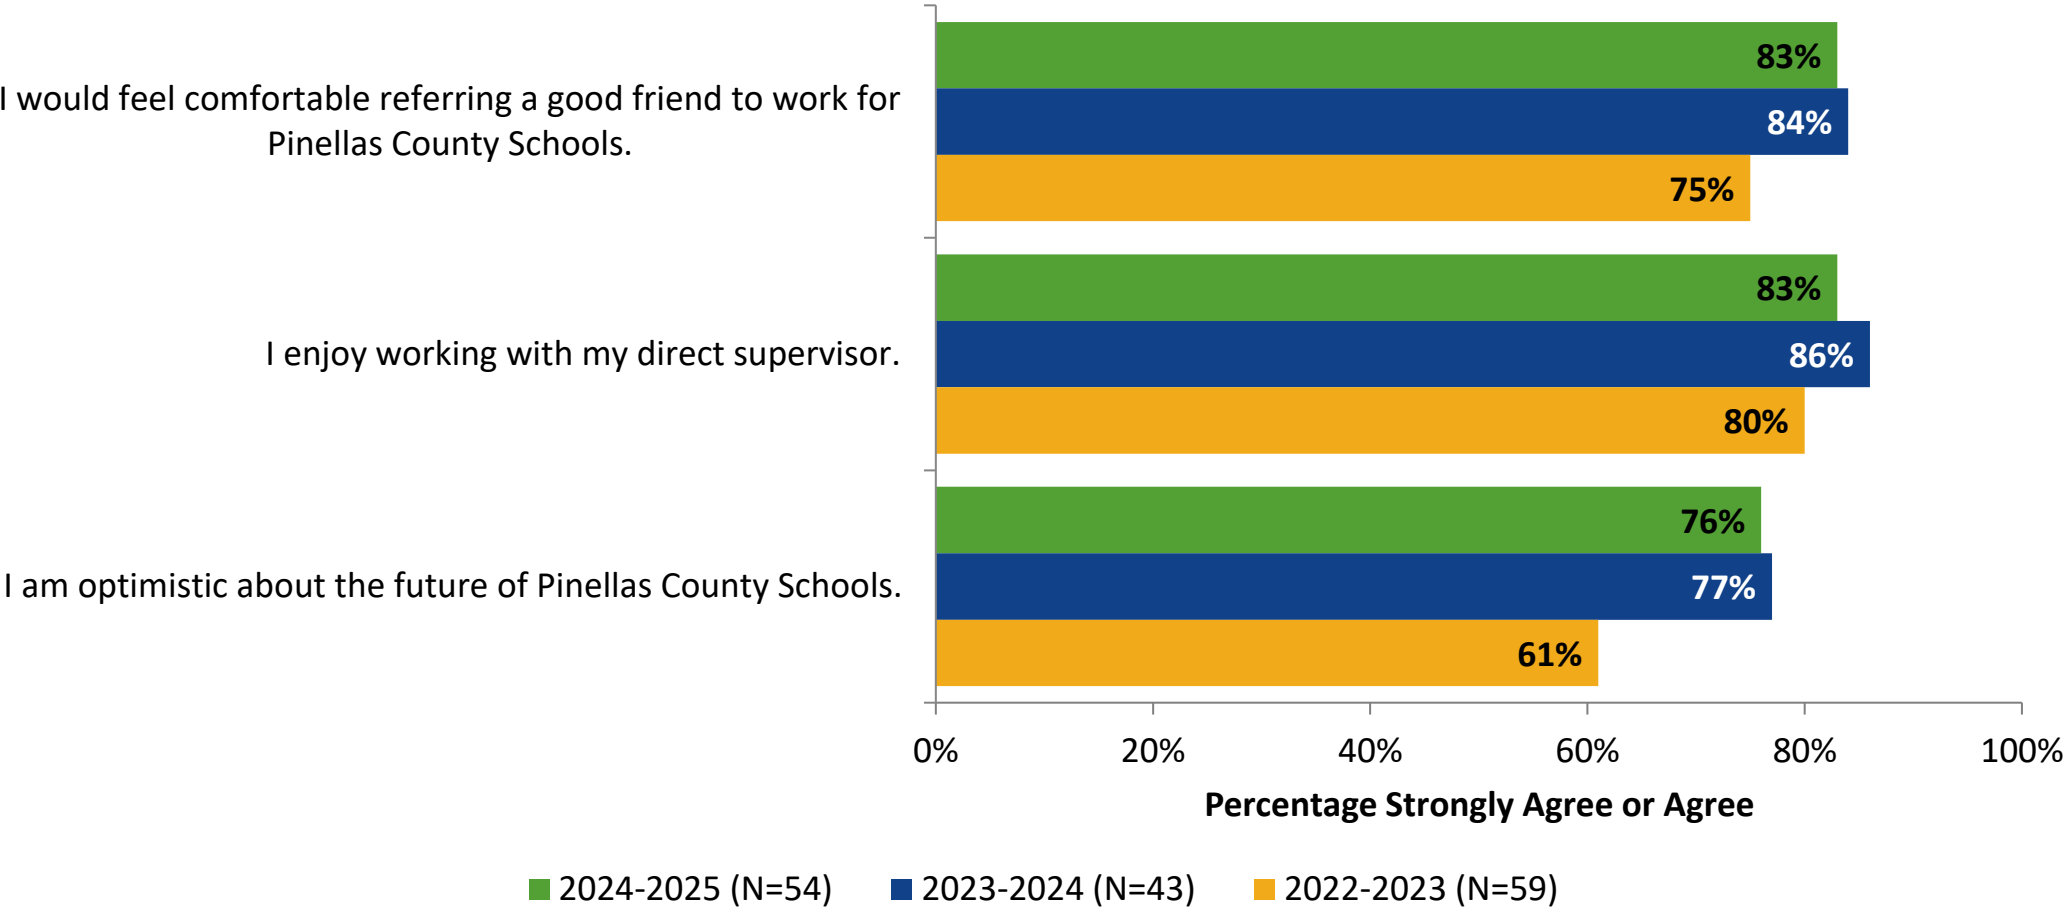 I would feel comfortable referring a good friend to work for
Pinellas County Schools.
83%
84%
75%
I enjoy working with my direct supervisor.
83%
86%
80%
I am optimistic about the future of Pinellas County Schools.
76%
77%
61%
0% 20% 40% 60% 80% 100%
Percentage Strongly Agree or Agree
2024-2025 (N=54) 2023-2024 (N=43) 2022-2023 (N=59)